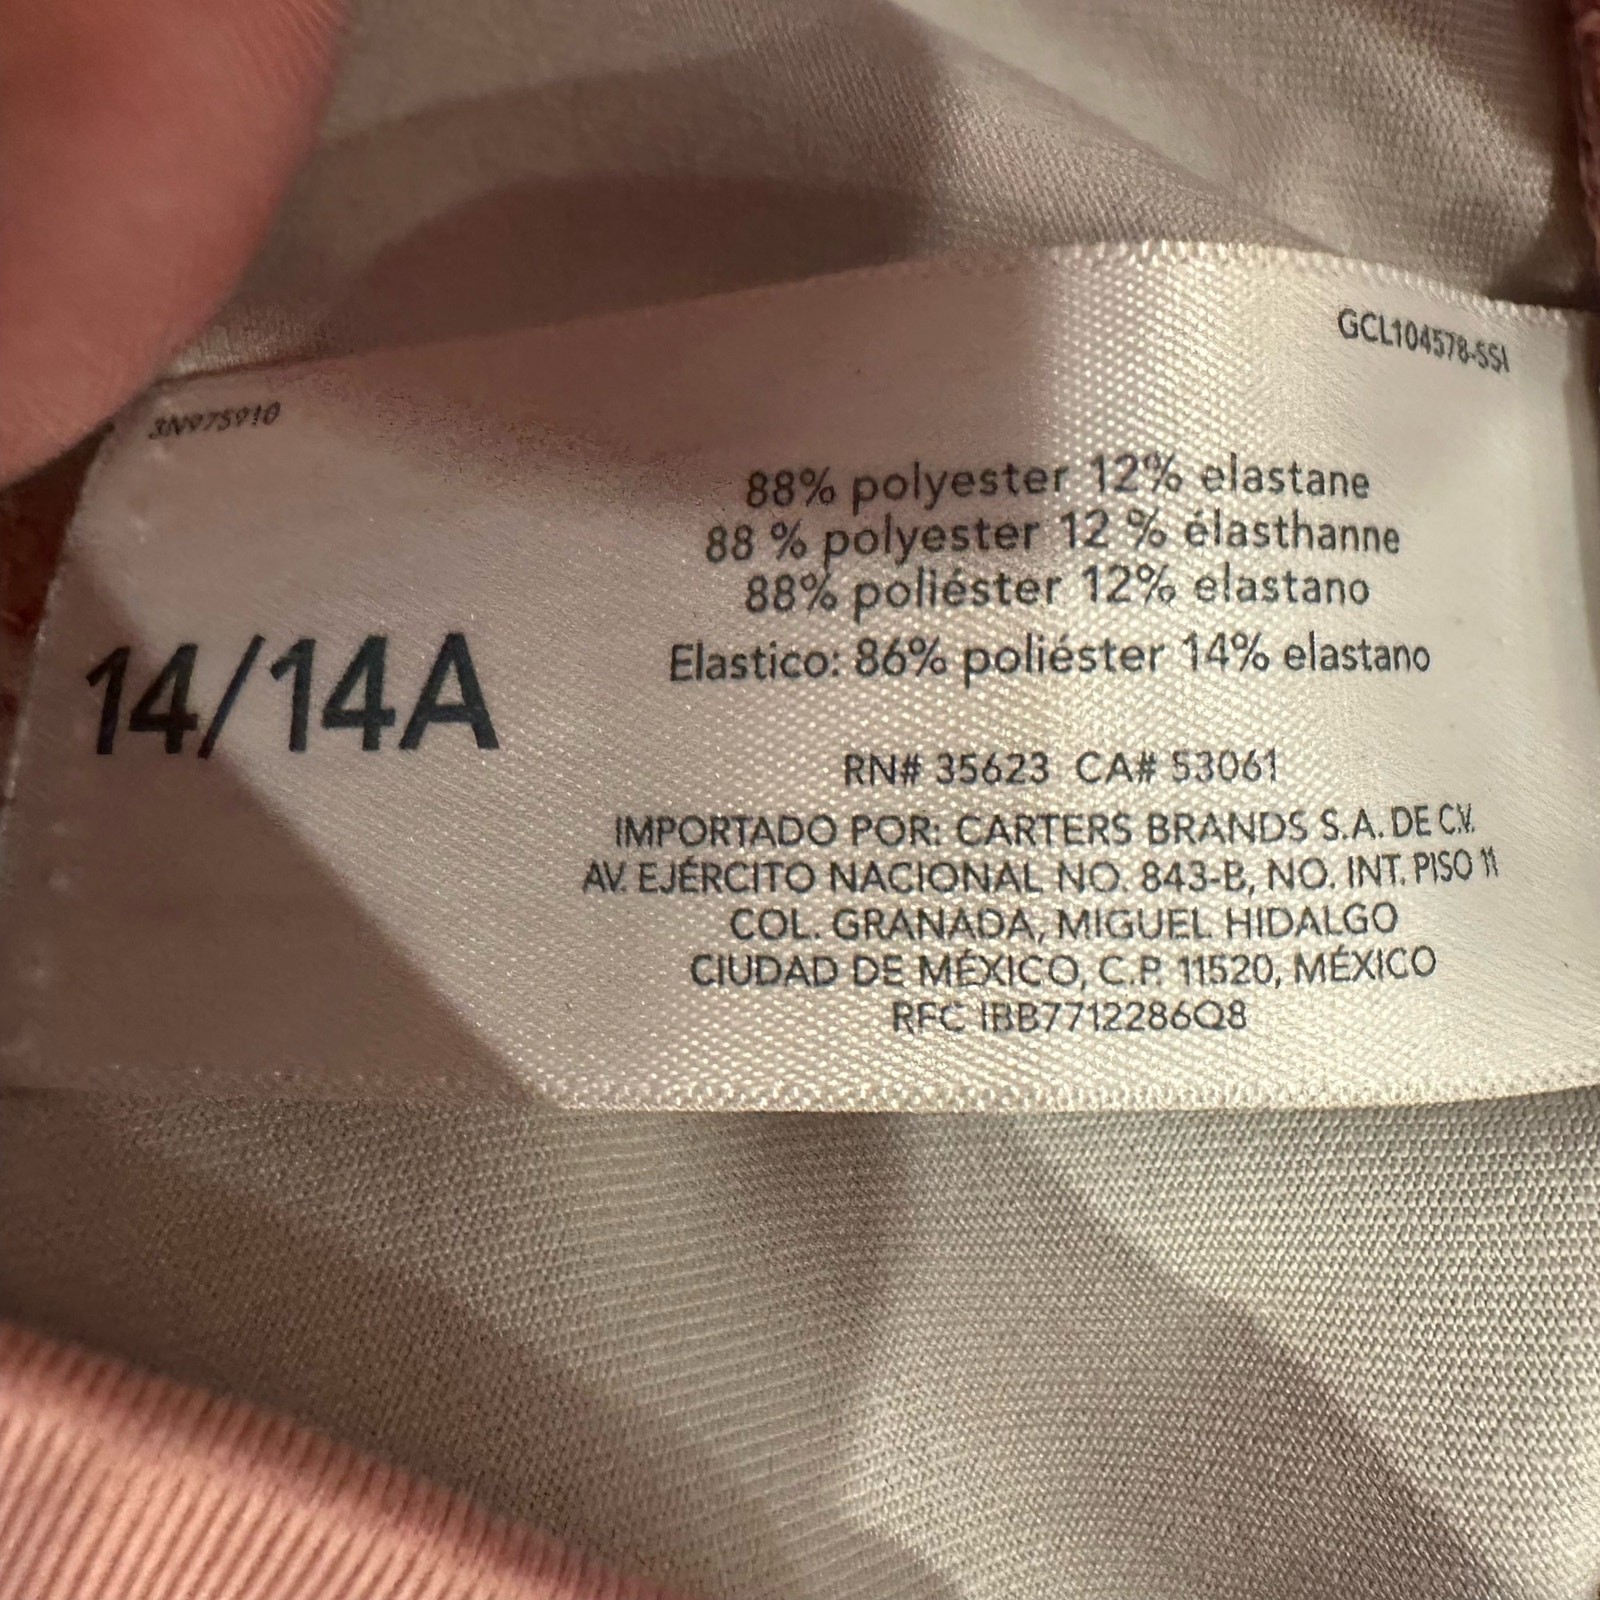 GCL104578-SSI
3N975910
88% polyester 12% elastane
88 % polyester 12 % élasthanne
88% poliéster 12% elastano
Elastico: 86% poliéster 14% elastano
14/14A
RN# 35623 CA# 53061
IMPORTADO POR: CARTERS BRANDS S.A. DE C.V.
AV. EJÉRCITO NACIONAL NO. 843-B, NO. INT. PISO 11
COL. GRANADA, MIGUEL HIDALGO
CIUDAD DE MÉXICO, C.P. 11520, MÉXICO
RFC IBB7712286Q8